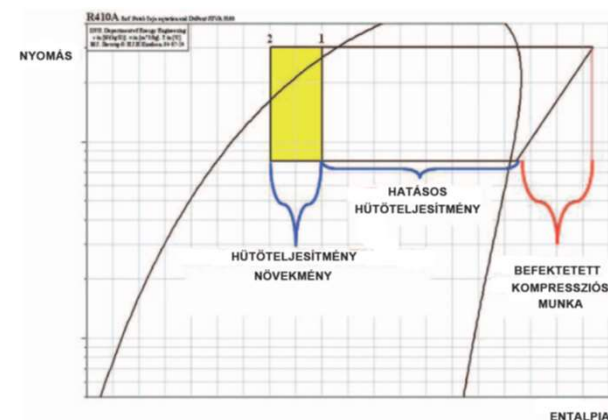 R410A
NYOMÁS
2 1
HATÁSOS
HŰTŐTELJESÍTMÉNY
HŰTŐTELJESÍTMÉNY
NÖVEKMÉNY
BEFEKTETETT
KOMPRESSZIÓS
MUNKA
ENTALPIA